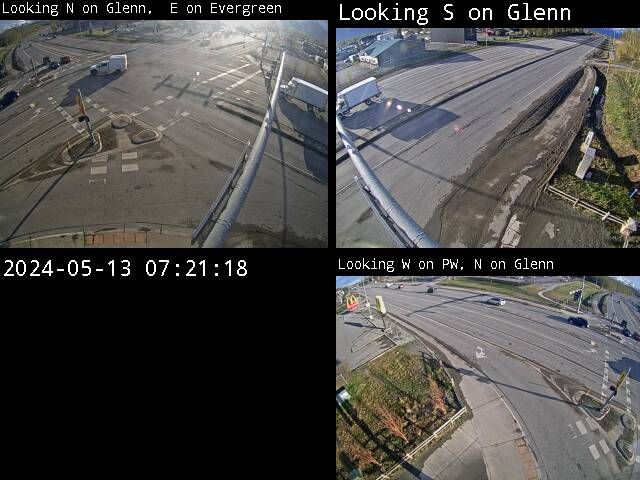 Looking N on Glenn, E on Evergreen
Looking S on Glenn
2024-05-13 07:21:18
Looking W on PW, N on Glenn